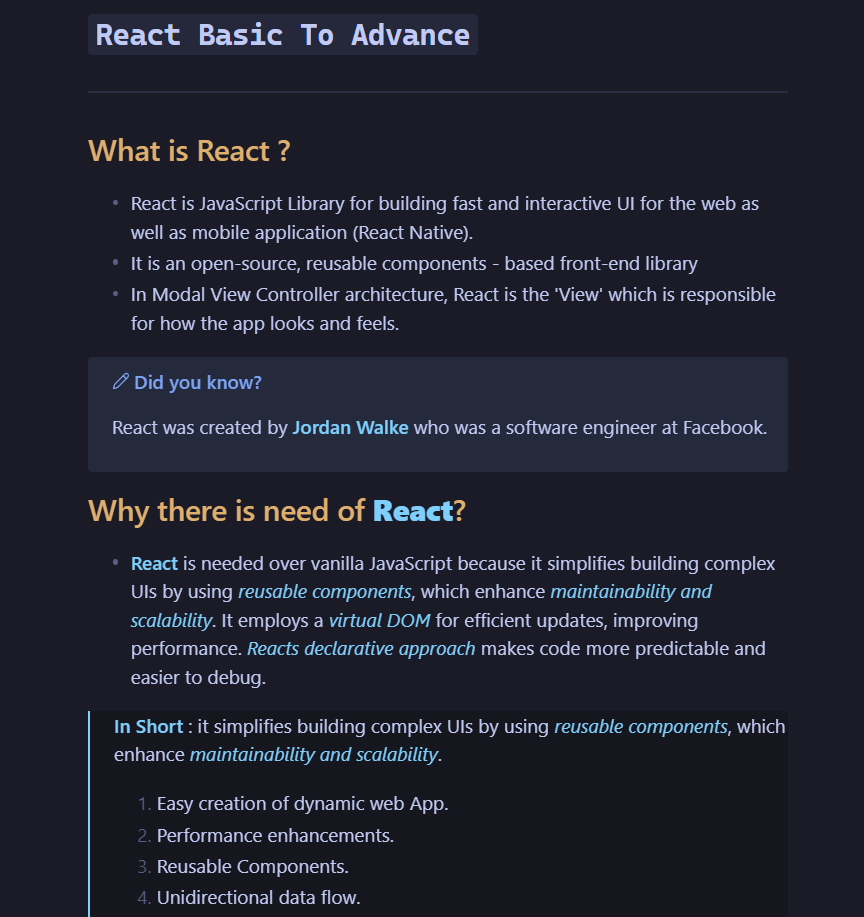 React Basic To Advance
What is React ?
React is JavaScript Library for building fast and interactive UI for the web as
well as mobile application (React Native).
It is an open-source, reusable components - based front-end library
In Modal View Controller architecture, React is the 'View' which is responsible
for how the app looks and feels.
Did you know?
React was created by Jordan Walke who was a software engineer at Facebook.
Why there is need of React?
React is needed over vanilla JavaScript because it simplifies building complex
UIs by using reusable components, which enhance maintainability and
scalability. It employs a virtual DOM for efficient updates, improving
performance. Reacts declarative approach makes code more predictable and
easier to debug.
In Short : it simplifies building complex UIs by using reusable components, which
enhance maintainability and scalability.
1. Easy creation of dynamic web App.
2. Performance enhancements.
3. Reusable Components.
4. Unidirectional data flow.